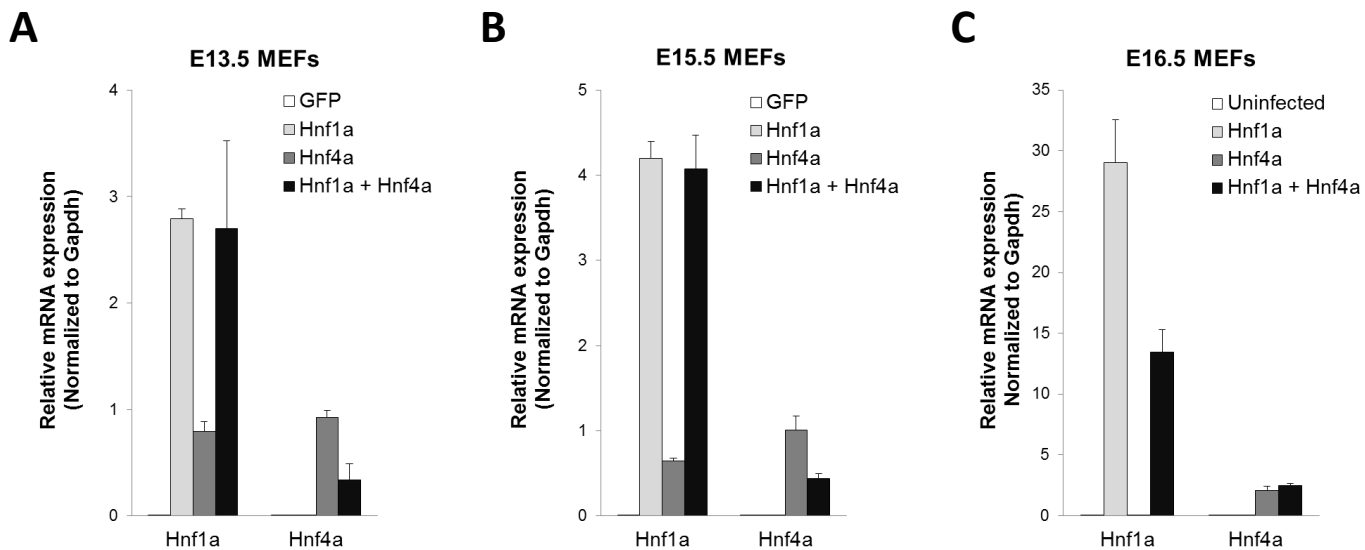 A
E13.5 MEFs
Relative mRNA expression
(Normalized to Gapdh)
4
3
2
1
0
GFP
Hnf1a
Hnf4a
Hnf1a + Hnf4a
Hnf1a
Hnf4a
B
E15.5 MEFs
Relative mRNA expression
(Normalized to Gapdh)
5
4
3
2
1
0
GFP
Hnf1a
Hnf4a
Hnf1a + Hnf4a
Hnf1a
Hnf4a
C
E16.5 MEFs
Relative mRNA expression
Normalized to Gapdh)
35
30
25
20
15
10
5
0
Uninfected
Hnf1a
Hnf4a
Hnf1a + Hnf4a
Hnf1a
Hnf4a